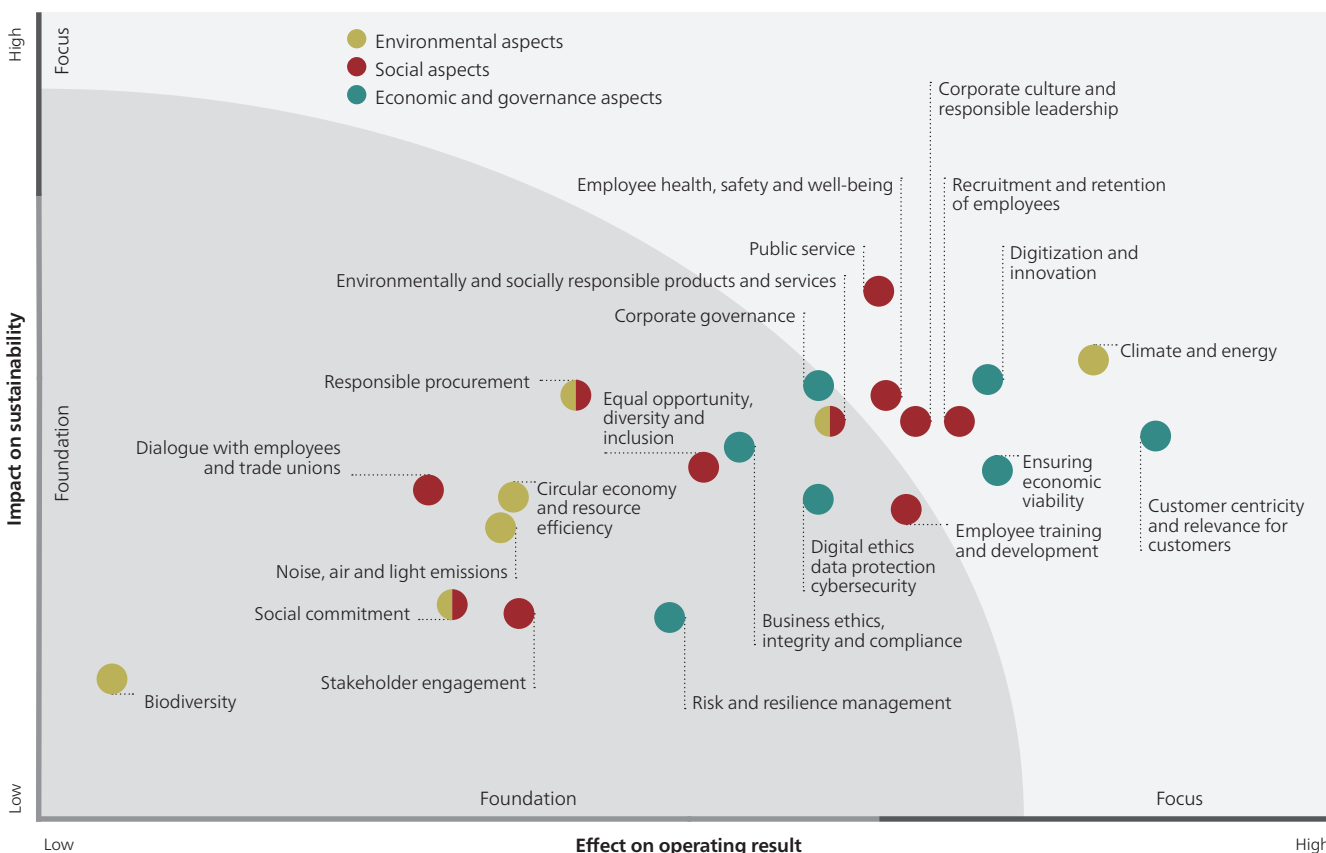 High
Focus
Environmental aspects
Social aspects
Economic and governance aspects
Corporate culture and
responsible leadership
Employee health, safety and well-being
Recruitment and retention
of employees
Public service
Digitization and
innovation
Environmentally and socially responsible products and services
Corporate governance
Climate and energy
Responsible procurement
Equal opportunity,
diversity and
inclusion
Impact on sustainability
Foundation
Dialogue with employees
and trade unions
Ensuring
economic
viability
Circular economy
and resource
efficiency
Customer centricity
and relevance for
customers
Employee training
and development
Digital ethics
data protection
cybersecurity
Noise, air and light emissions
Social commitment
Business ethics,
integrity and compliance
Stakeholder engagement
Biodiversity
Risk and resilience management
Low
Foundation
Focus
Low
Effect on operating result
High